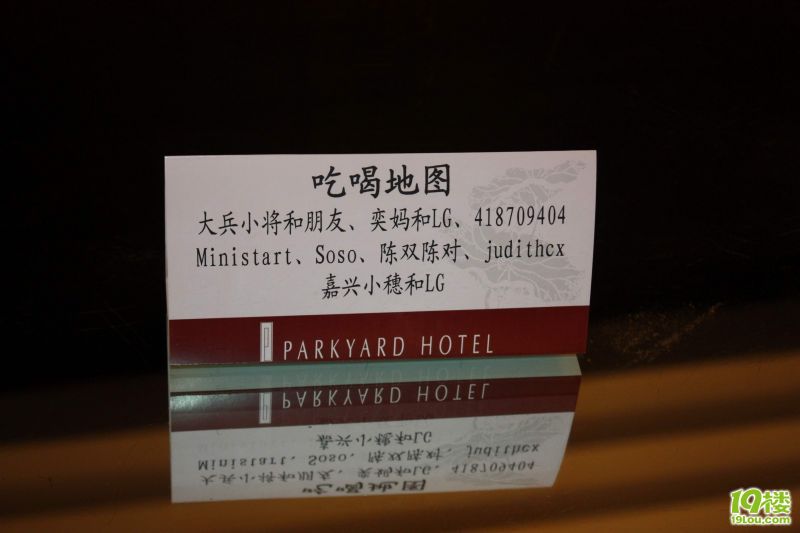 吃喝地图
大兵小将和朋友、奕妈和LG、418709404
Ministart、Soso、陈双陈对、judithcx
嘉兴小穗和LG
PARKYARD HOTEL
19楼
19lou.com